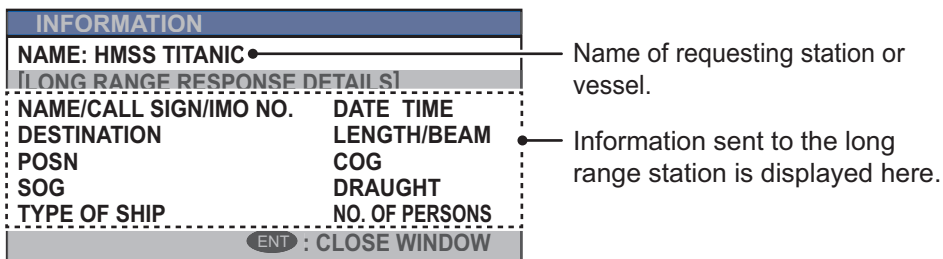 INFORMATION
NAME: HMSS TITANIC
Name of requesting station or
vessel.
[LONG RANGE RESPONSE DETAILS]
NAME/CALL SIGN/IMO NO. DATE TIME
DESTINATION LENGTH/BEAM
POSN COG
SOG DRAUGHT
TYPE OF SHIP NO. OF PERSONS
Information sent to the long
range station is displayed here.
ENT : CLOSE WINDOW